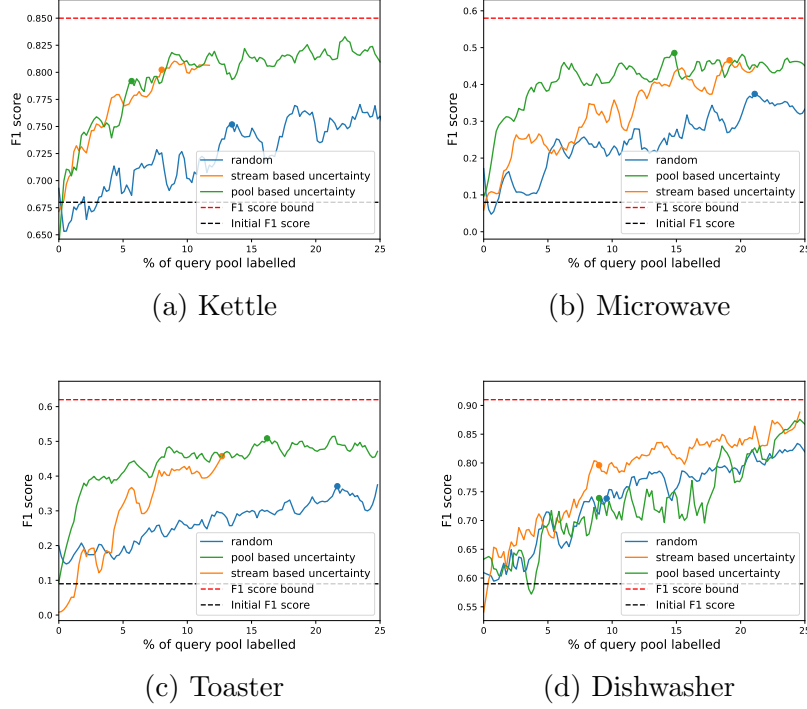 0.850
0.825
0.800
0.775
0.750
0.725
0.700
0.675
0.650
F1 score
random
stream based uncertainty
pool based uncertainty
F1 score bound
Initial F1 score
0 5 10 15 20 25
% of query pool labelled
(a) Kettle
0.6
0.5
0.4
0.3
0.2
0.1
0.0
F1 score
random
pool based uncertainty
stream based uncertainty
F1 score bound
Initial F1 score
0 5 10 15 20 25
% of query pool labelled
(b) Microwave
0.6
0.5
0.4
0.3
0.2
0.1
0.0
F1 score
random
pool based uncertainty
stream based uncertainty
F1 score bound
Initial F1 score
0 5 10 15 20 25
% of query pool labelled
(c) Toaster
0.90
0.85
0.80
0.75
0.70
0.65
0.60
0.55
F1 score
random
stream based uncertainty
pool based uncertainty
F1 score bound
Initial F1 score
0 5 10 15 20 25
% of query pool labelled
(d) Dishwasher